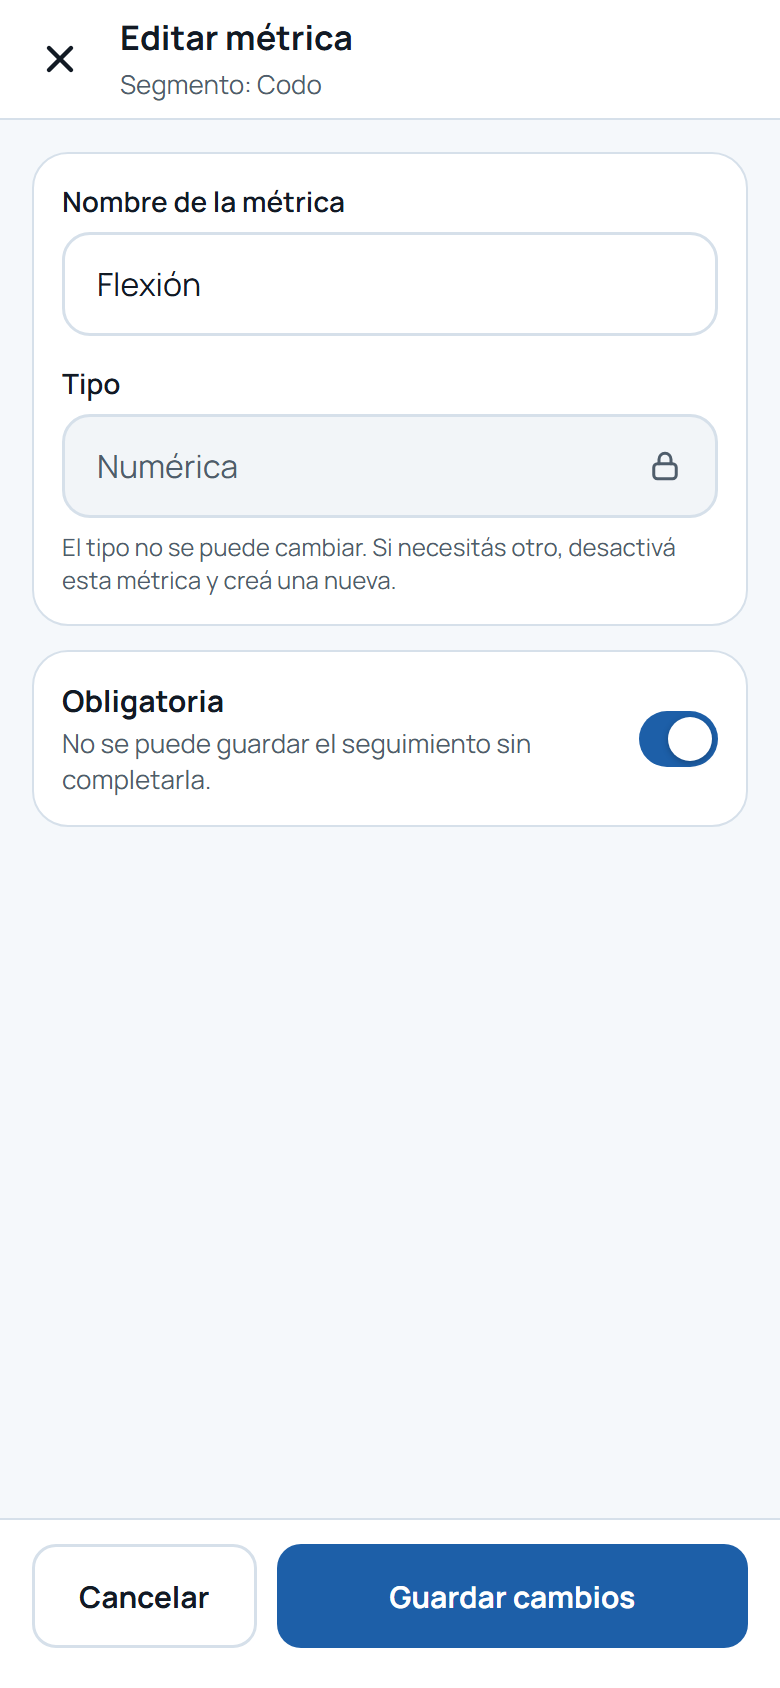 Editar métrica
Segmento: Codo
Nombre de la métrica
Flexión
Tipo
Numérica
El tipo no se puede cambiar. Si necesitás otro, desactivá
esta métrica y creá una nueva.
Obligatoria
No se puede guardar el seguimiento sin
completarla.
Cancelar
Guardar cambios